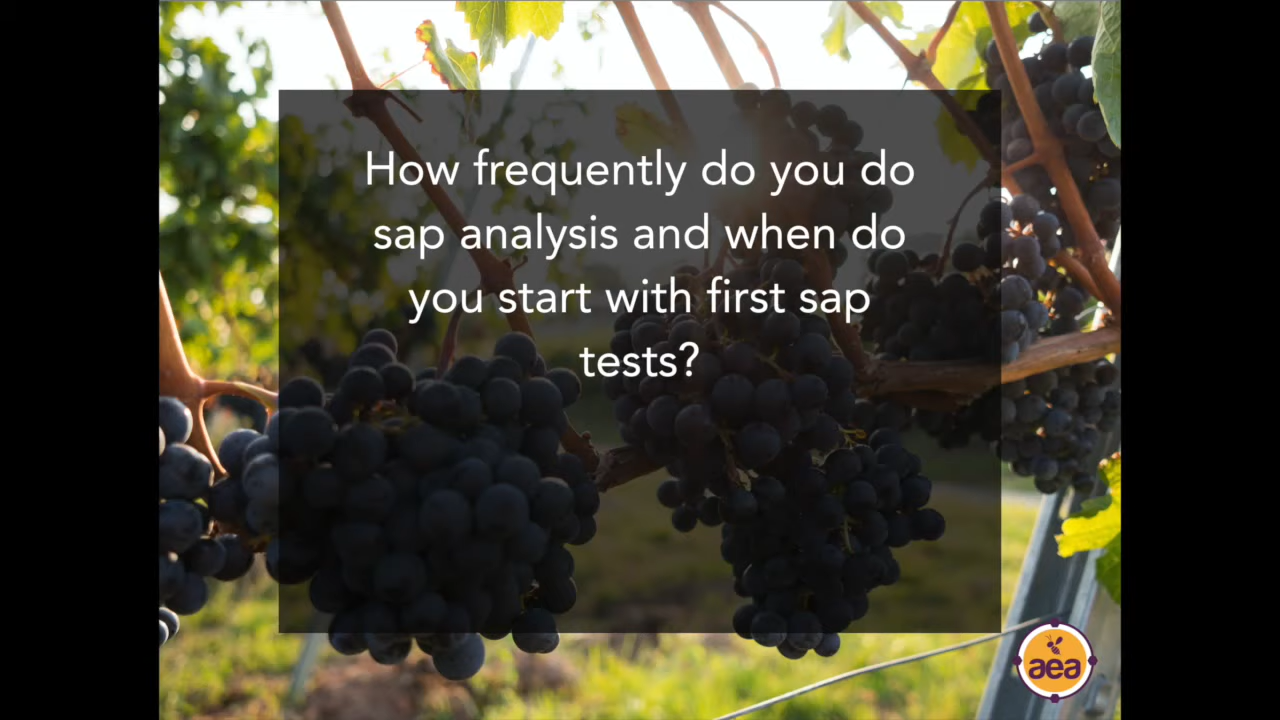 How frequently do you do
sap analysis and when do
you start with first sap
tests?
aea